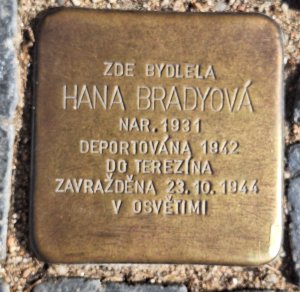 ZDE BYDLELA
HANA BRADYOVÁ
NAR. 1931
DEPORTOVÁNA 1942
DO TEREZÍNA
ZAVRAŽDĚNA 23.10.1944
V OSVĚTIMI